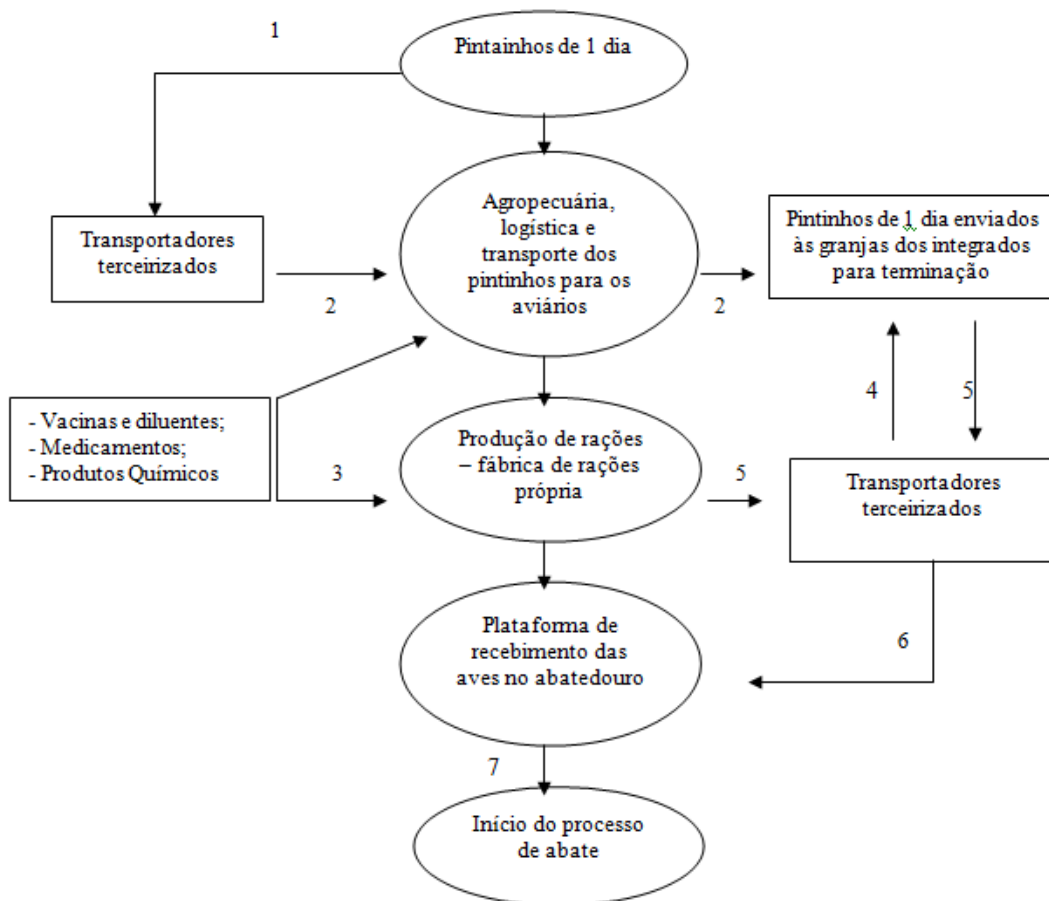 1
Pintainhos de 1 dia
Agropecuária,
logística e
transporte dos
pintinhos para os
aviários
Transportadores
terceirizados
2
2
Pintinhos de 1 dia enviados
às granjas dos integrados
para terminação
4
5
- Vacinas e diluentes;
- Medicamentos;
- Produtos Químicos
3
Produção de rações
– fábrica de rações
própria
5
Transportadores
terceirizados
Plataforma de
recebimento das
aves no abatedouro
6
7
Início do processo
de abate